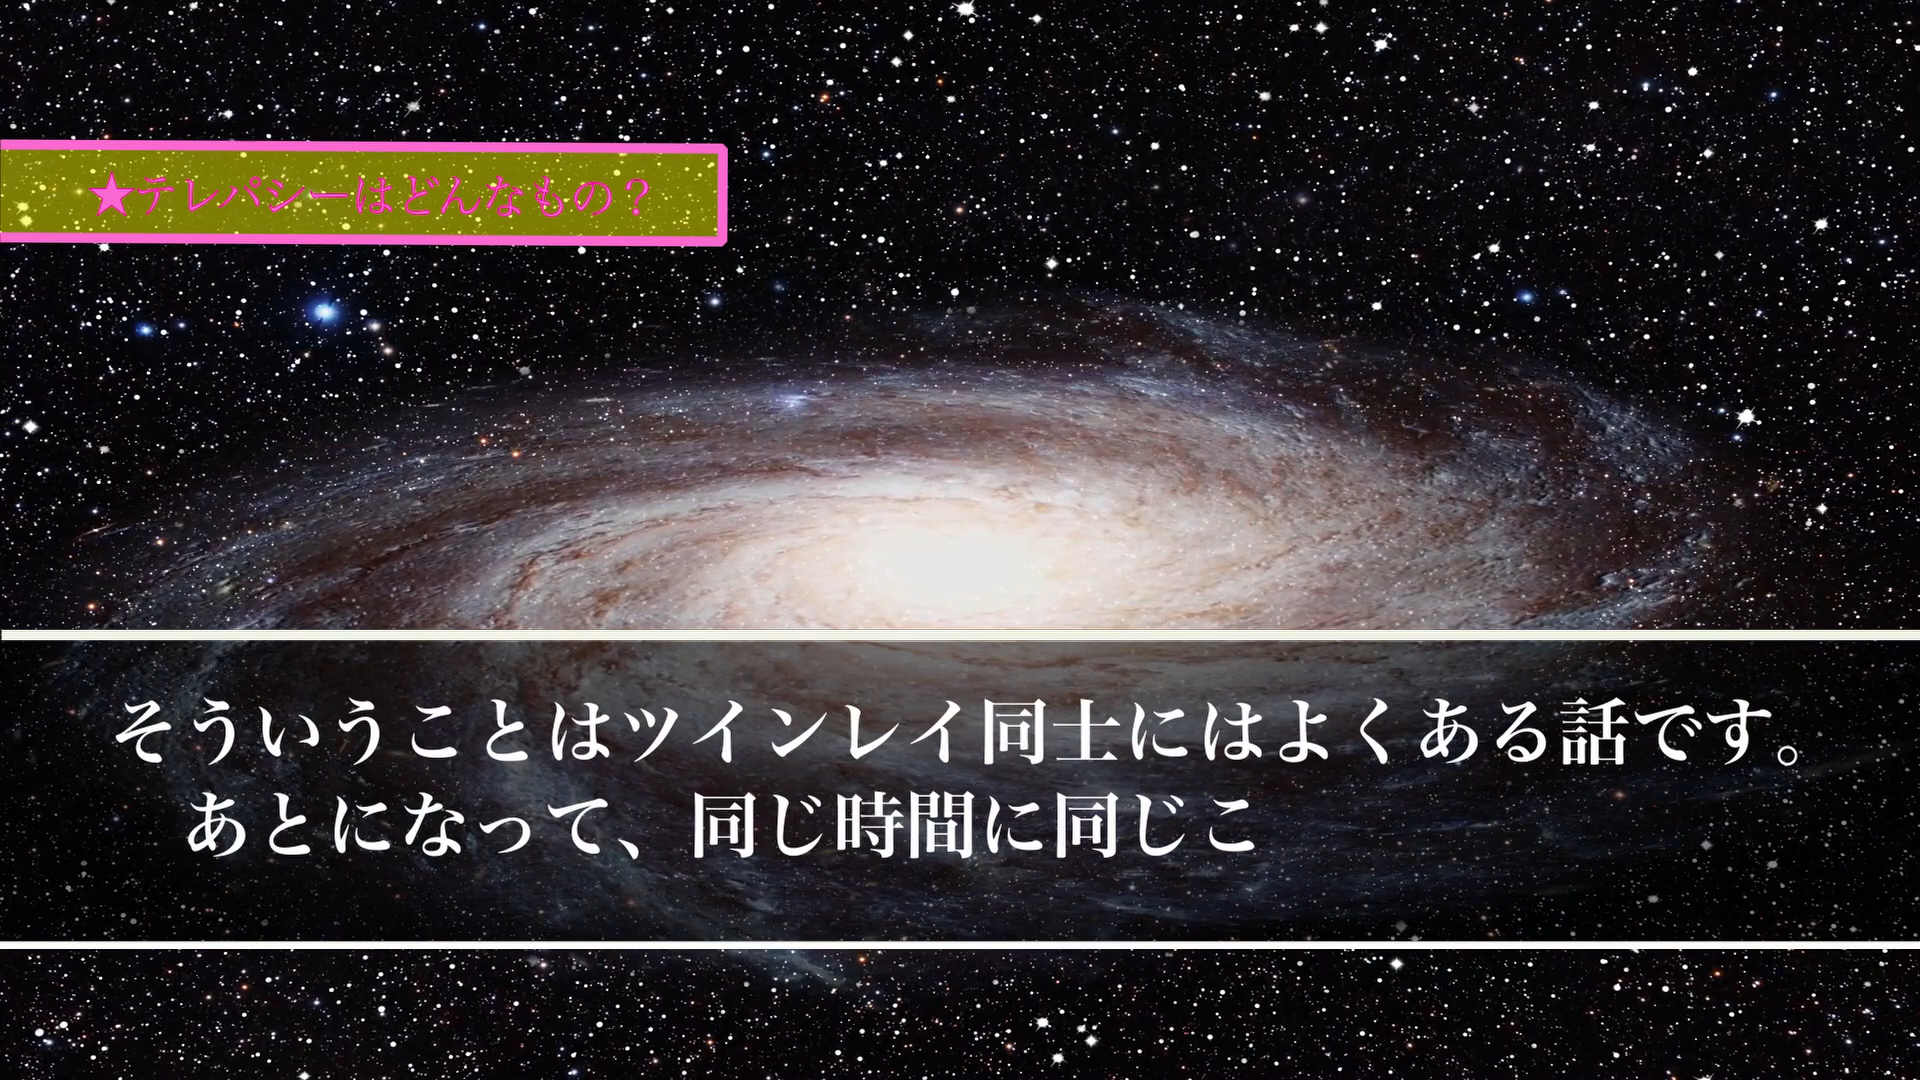 ★テレパシーはどんなもの？
そういうことはツインレイ同士にはよくある話です。
あとになって、同じ時間に同じこ